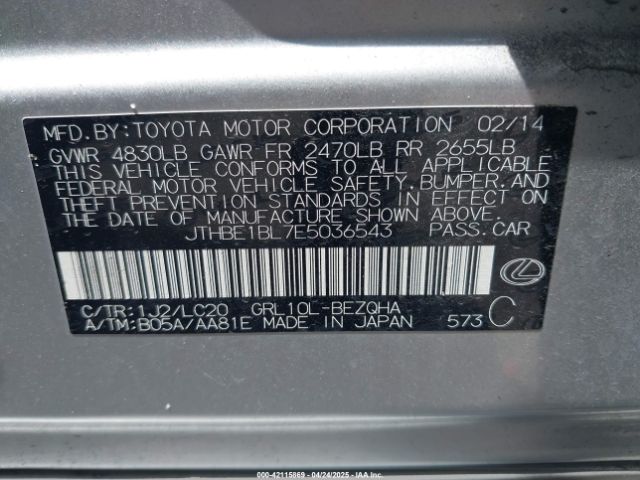 MFD.BY:TOYOTA MOTOR CORPORATION 02/14
GVWR 4830LB GAWR FR 2470LB RR 2655LB
THIS VEHICLE CONFORMS TO ALL APPLICABLE
FEDERAL MOTOR VEHICLE SAFETY,BUMPER,AND
THEFT PREVENTION STANDARDS IN EFFECT ON
THE DATE OF MANUFACTURE SHOWN ABOVE.
JTHBE1BL7E5036543 PASS.CAR
C/TR:1J2/LC20 GRL10L-BEZQHA
A/TM:B05A/AA81E MADE IN JAPAN 573 C
000-42115869 - 04/24/2025 - IAAI.COM